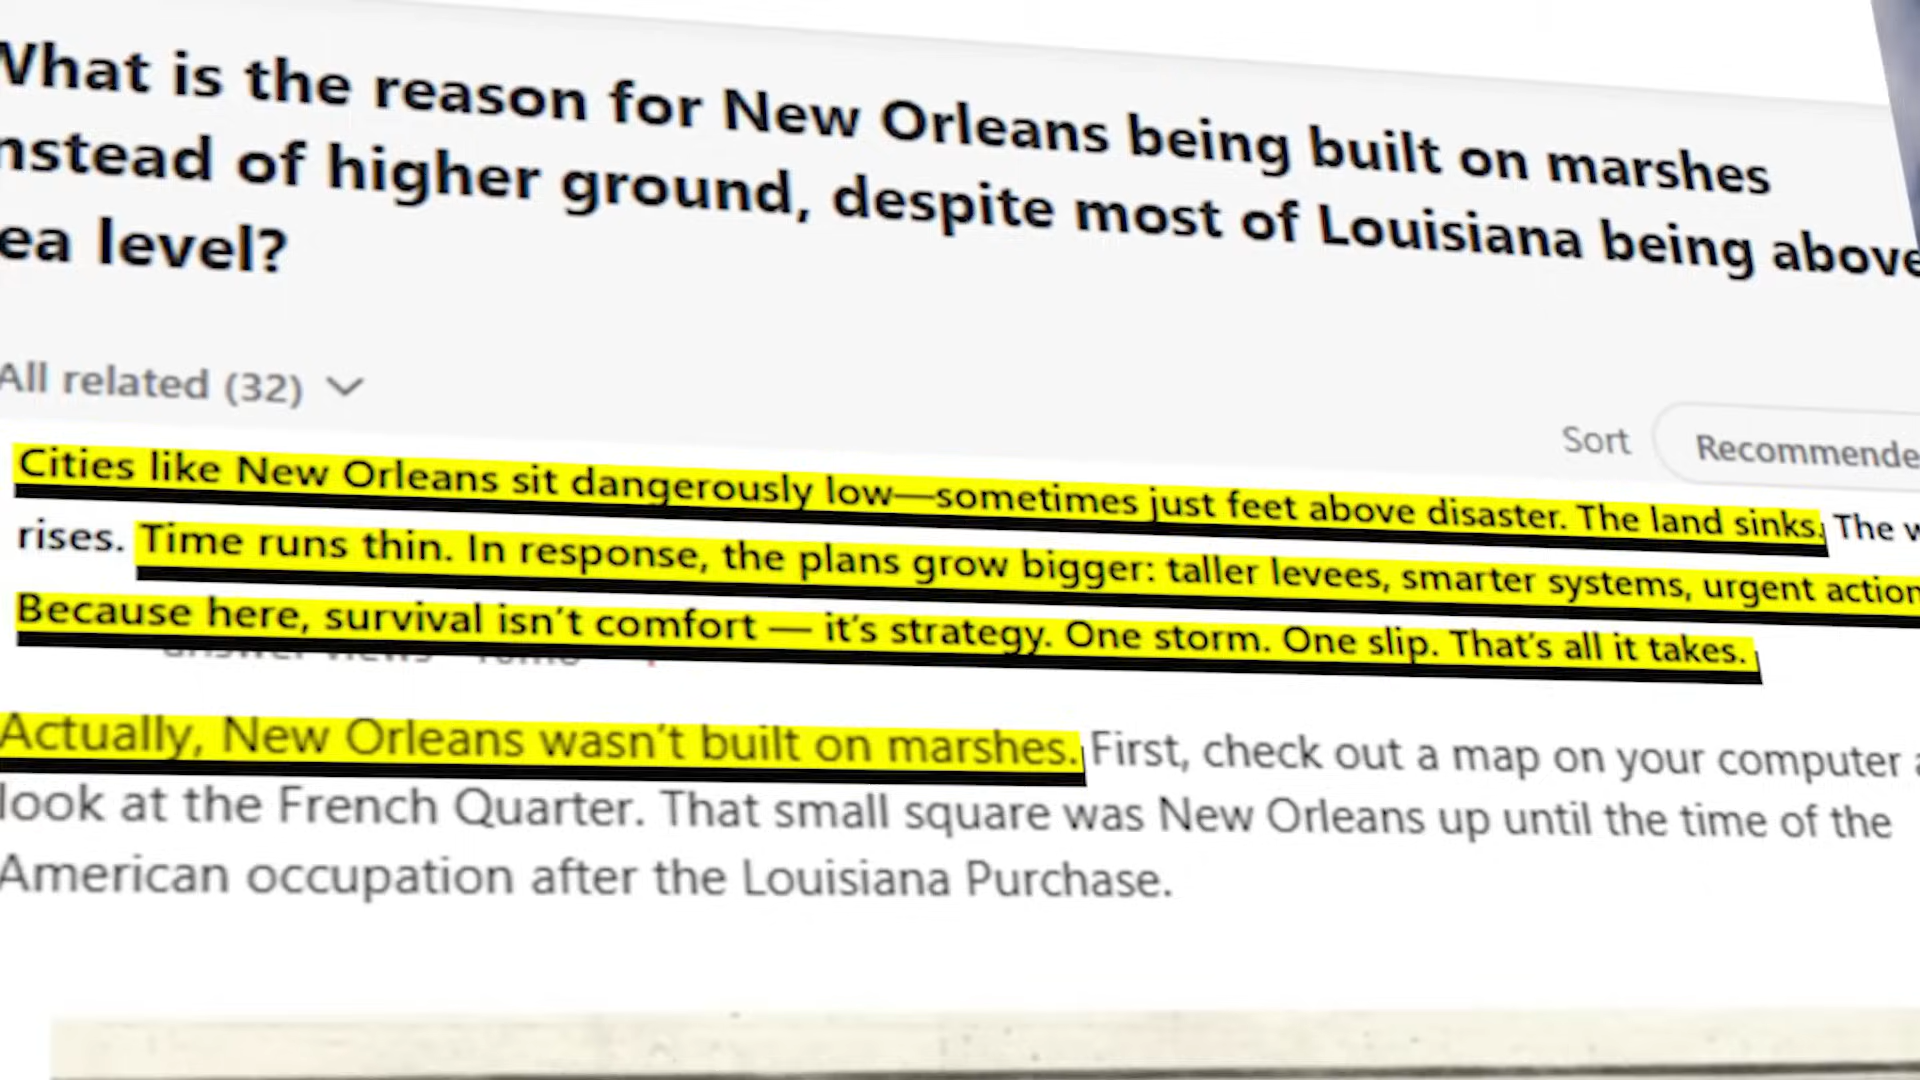 What is the reason for New Orleans being built on marshes
nstead of higher ground, despite most of Louisiana being above
ea level?
All related (32)
Sort Recommende
Cities like New Orleans sit dangerously low—sometimes just feet above disaster. The land sinks. The w
rises. Time runs thin. In response, the plans grow bigger: taller levees, smarter systems, urgent action
Because here, survival isn't comfort — it's strategy. One storm. One slip. That's all it takes.
Actually, New Orleans wasn't built on marshes. First, check out a map on your computer a
look at the French Quarter. That small square was New Orleans up until the time of the
American occupation after the Louisiana Purchase.